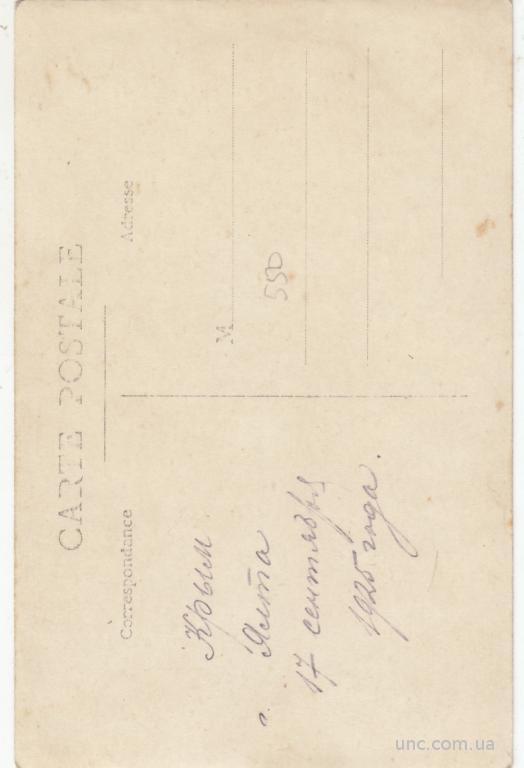 CARTE POSTALE
Correspondance
Adresse
M
550
Крым
г. Ялта
17 сентября
1925 года.
unc.com.ua